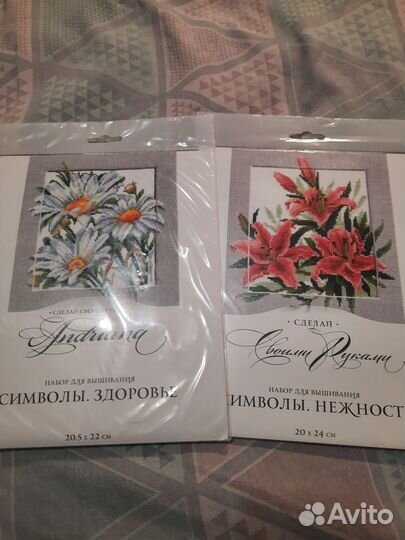 · СДЕЛАЙ СВОИМИ
Andriana
НАБОР ДЛЯ ВЫШИВАНИЯ
СИМВОЛЫ. ЗДОРОВЬЕ
20.5 х 22 см
· СДЕЛАЙ ·
Своими Руками
НАБОР ДЛЯ ВЫШИВАНИЯ
СИМВОЛЫ. НЕЖНОСТ
20 х 24 см
Avito